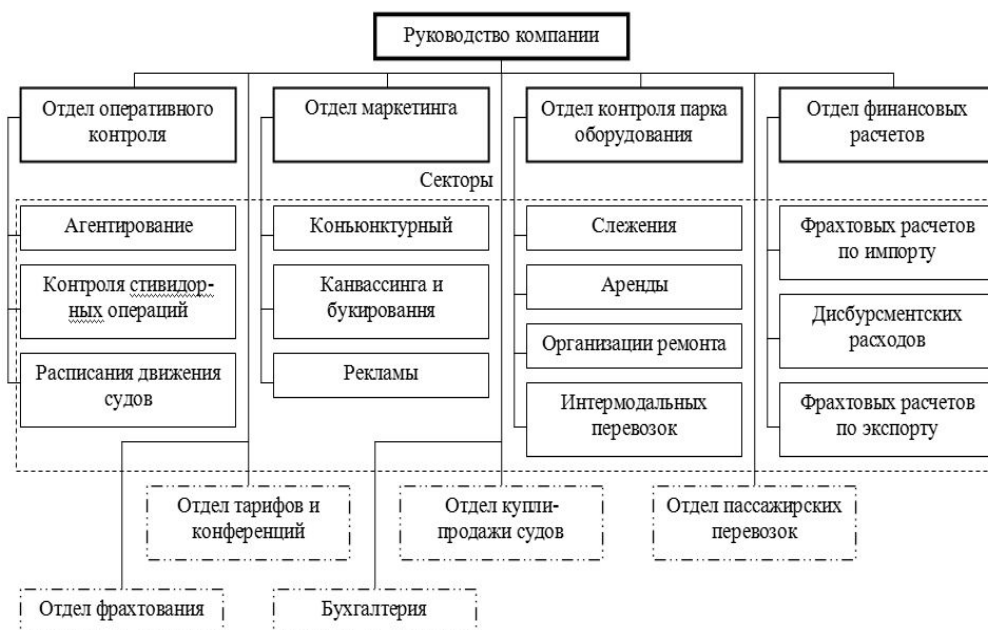 Руководство компании
Отдел оперативного
контроля
Отдел маркетинга
Отдел контроля парка
оборудования
Отдел финансовых
расчетов
Секторы
Агентирование
Контроля стивидор-
ных операций
Расписания движения
судов
Коньюнктурный
Канвассинга и
букирования
Рекламы
Слежения
Аренды
Организации ремонта
Интермодальных
перевозок
Фрахтовых расчетов
по импорту
Дисбурсментских
расходов
Фрахтовых расчетов
по экспорту
Отдел тарифов и
конференций
Отдел купли-
продажи судов
Отдел пассажирских
перевозок
Отдел фрахтования
Бухгалтерия